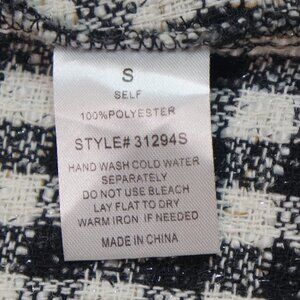 S
SELF
100%POLYESTER
STYLE# 31294S
HAND WASH COLD WATER
SEPARATELY
DO NOT USE BLEACH
LAY FLAT TO DRY
WARM IRON IF NEEDED
MADE IN CHINA